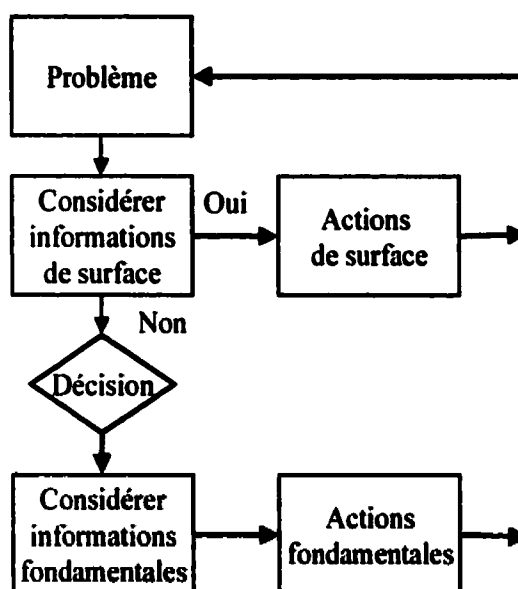 Problème
Considérer
informations
de surface
Oui
Actions
de surface
Non
Décision
Considérer
informations
fondamentales
Actions
fondamentales